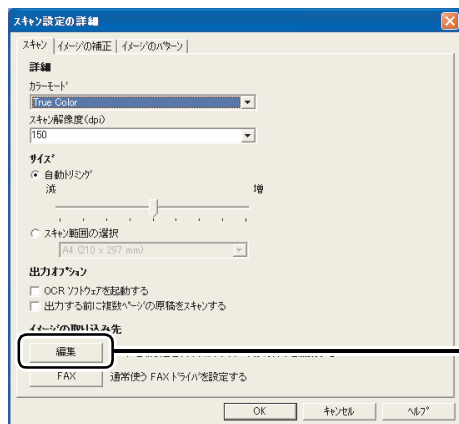 スキャン設定の詳細
スキャン イメージの補正 イメージのパターン
詳細
カラーモード
True Color
スキャン解像度(dpi)
150
サイズ
自動トリミング
減 増
スキャン範囲の選択
A4 (210 x 297 mm)
出力オプション
OCR ソフトウェアを起動する
出力する前に複数ページの原稿をスキャンする
イメージの取り込み先
編集
FAX 通常使う FAX ドライバを設定する
OK キャンセル ヘルプ